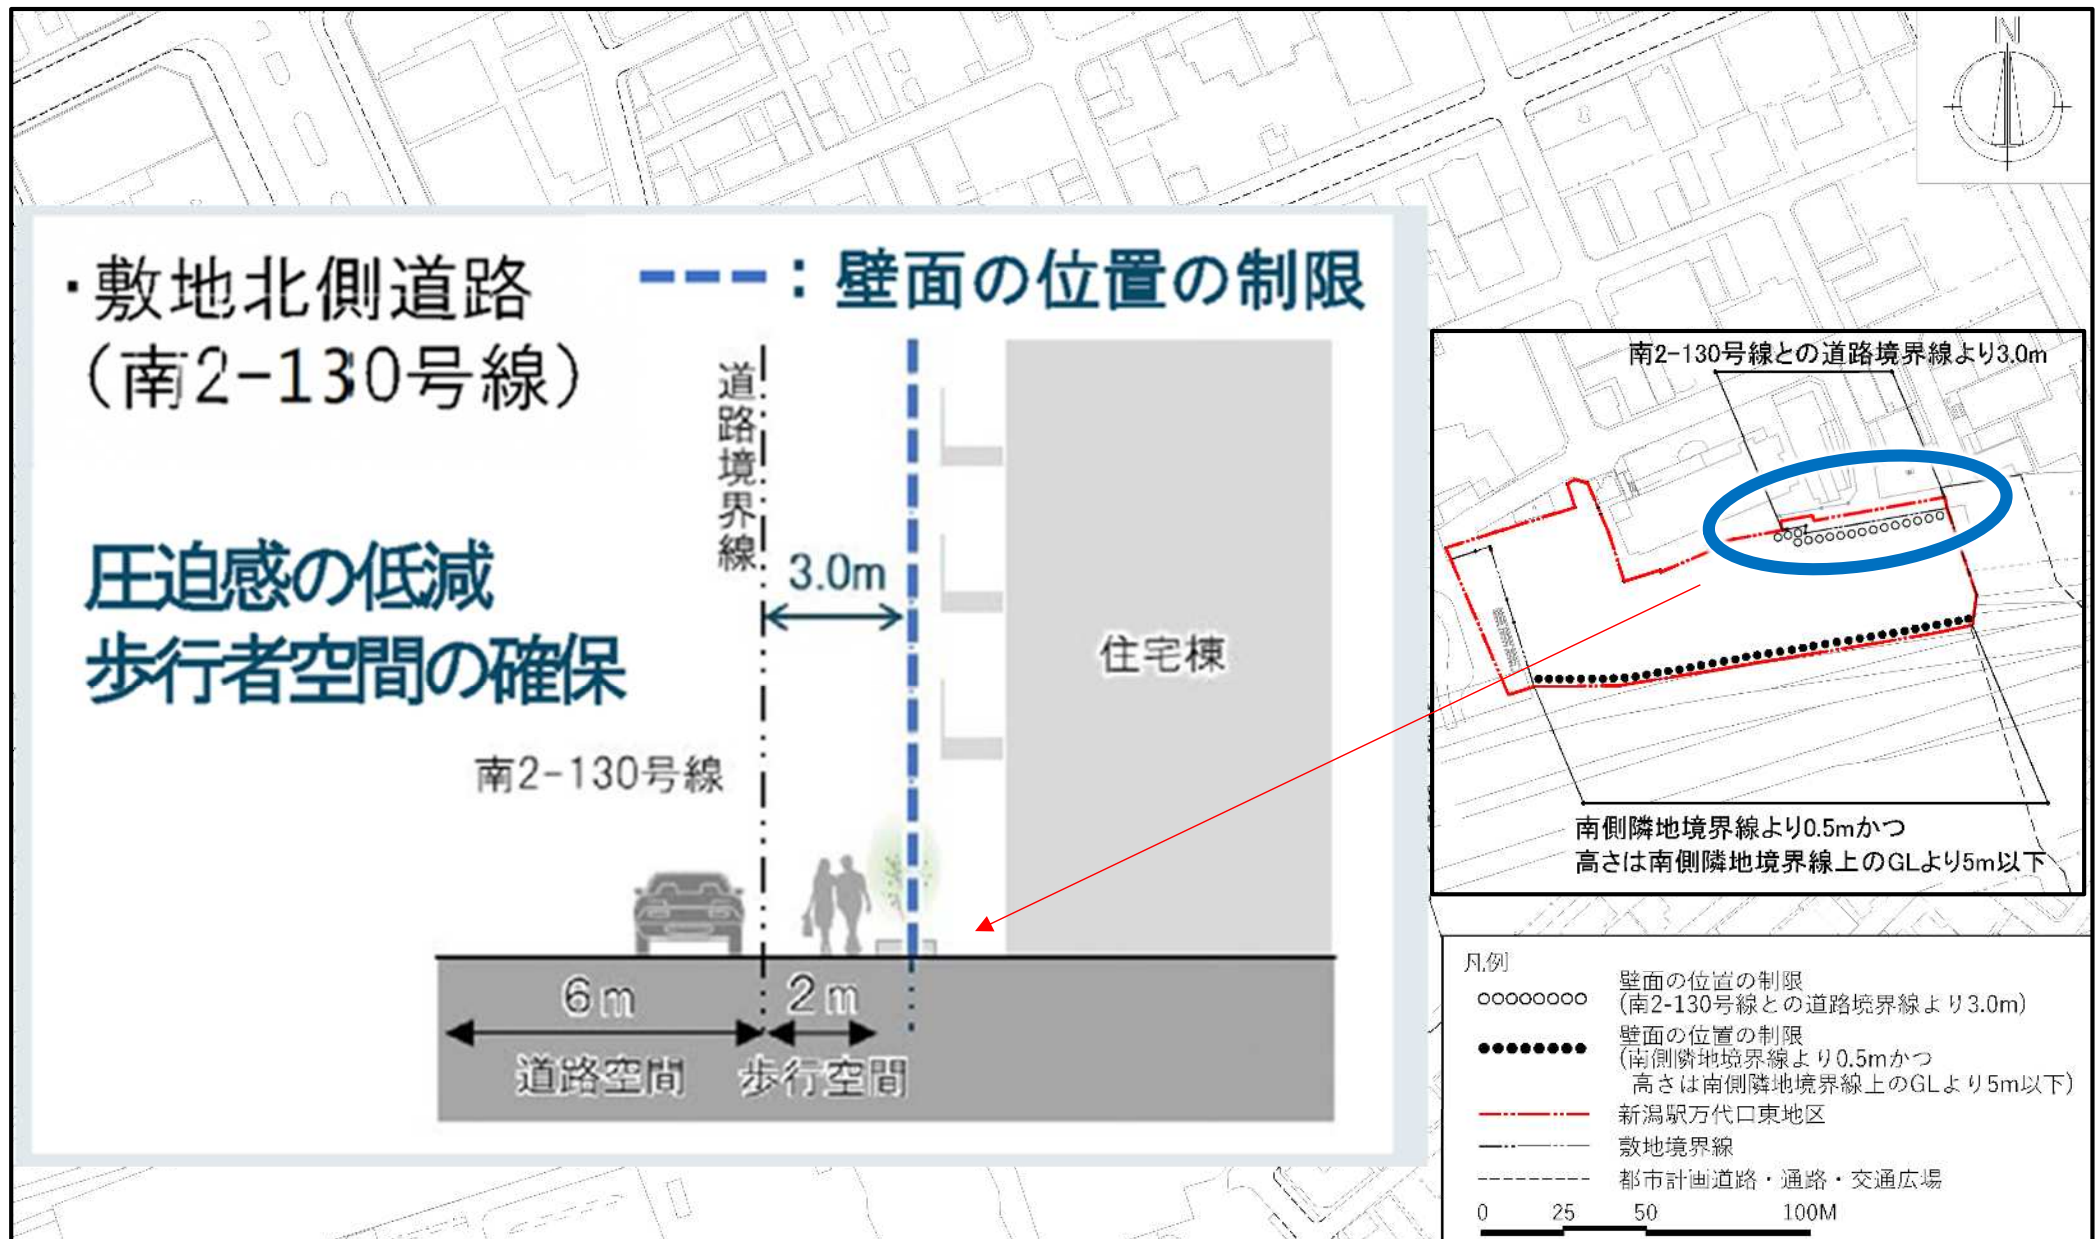 ・敷地北側道路
（南2-130号線）
---：壁面の位置の制限
圧迫感の低減
歩行者空間の確保
道路境界線
3.0m
住宅棟
南2-130号線
6m
2m
道路空間
歩行空間
N
南2-130号線との道路境界線より3.0m
南側隣地境界線より0.5mかつ
高さは南側隣地境界線上のGLより5m以下
凡例
壁面の位置の制限
(南2-130号線との道路境界線より3.0m)
壁面の位置の制限
(南側隣地境界線より0.5mかつ
高さは南側隣地境界線上のGLより5m以下)
新潟駅万代口東地区
敷地境界線
都市計画道路・通路・交通広場
0 25 50 100M